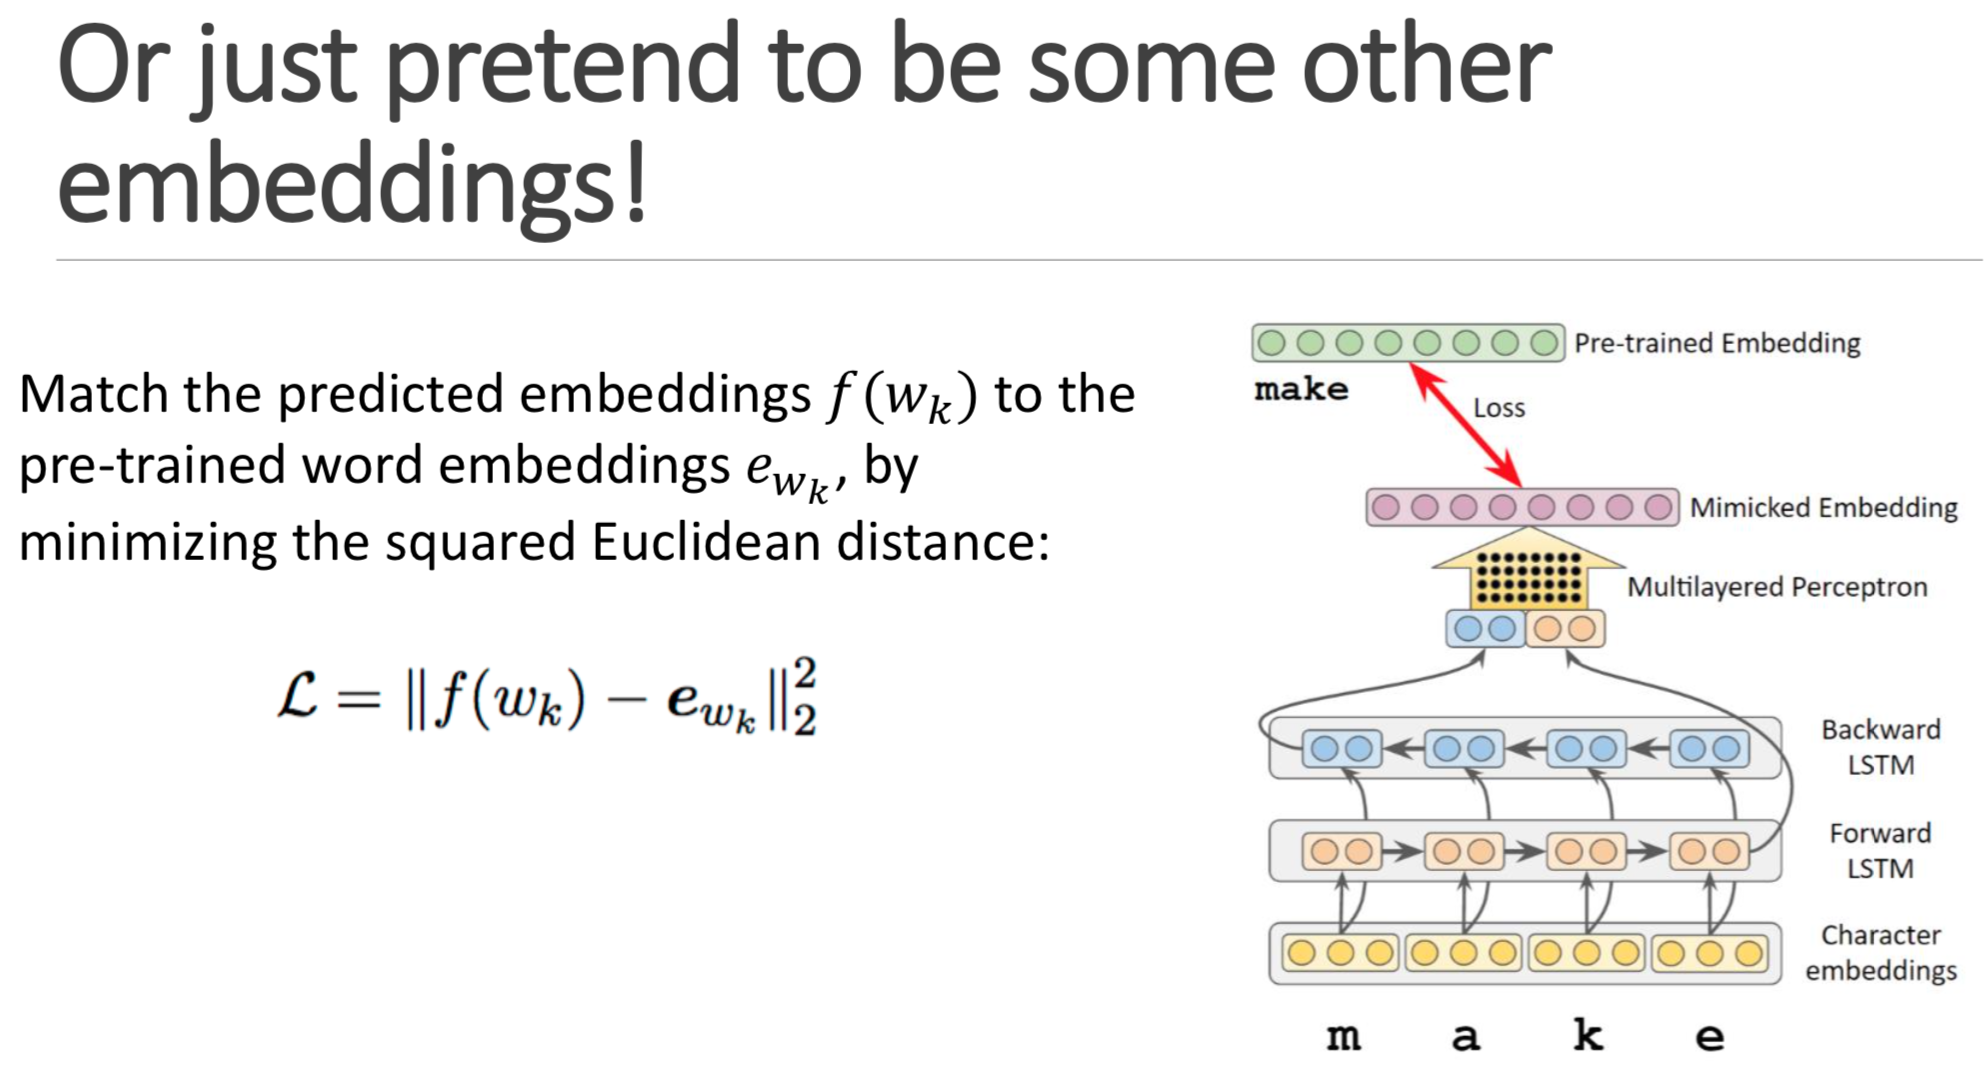 Or just pretend to be some other
embeddings!
Match the predicted embeddings f(w_k) to the
pre-trained word embeddings e_{w_k}, by
minimizing the squared Euclidean distance:
ℒ = ‖f(w_k) − e_{w_k}‖_2^2
Pre-trained Embedding
make
Loss
Mimicked Embedding
Multilayered Perceptron
Backward
LSTM
Forward
LSTM
Character
embeddings
m a k e